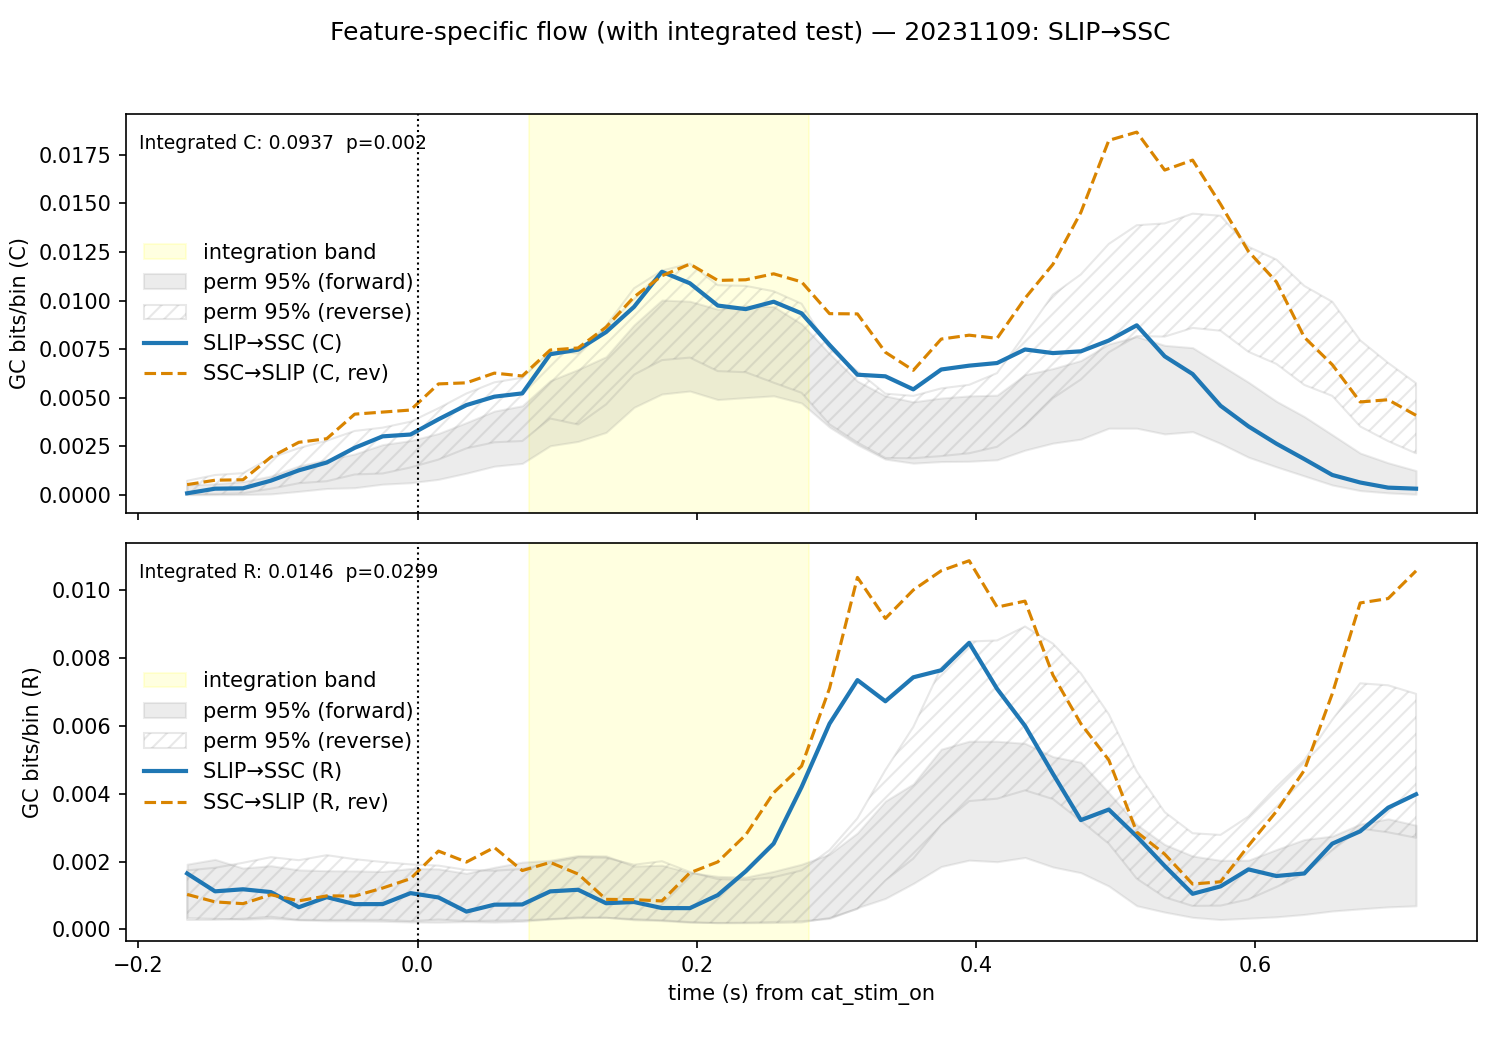 Feature-specific flow (with integrated test) — 20231109: SLIP→SSC
Integrated C: 0.0937  p=0.002
GC bits/bin (C)
0.0175
0.0150
0.0125
0.0100
0.0075
0.0050
0.0025
0.0000
integration band
perm 95% (forward)
perm 95% (reverse)
SLIP→SSC (C)
SSC→SLIP (C, rev)
Integrated R: 0.0146  p=0.0299
GC bits/bin (R)
0.010
0.008
0.006
0.004
0.002
0.000
integration band
perm 95% (forward)
perm 95% (reverse)
SLIP→SSC (R)
SSC→SLIP (R, rev)
−0.2 0.0 0.2 0.4 0.6
time (s) from cat_stim_on